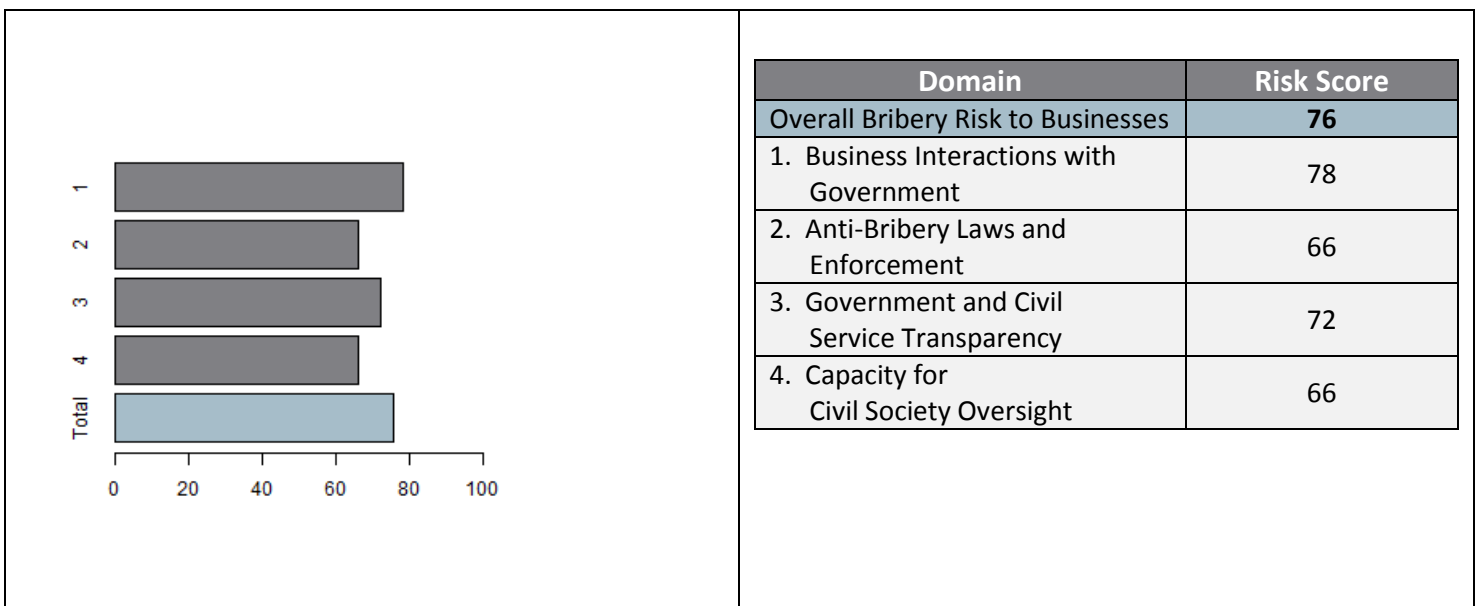 1
2
3
4
Total
0 20 40 60 80 100
Domain Risk Score
Overall Bribery Risk to Businesses 76
1. Business Interactions with
Government 78
2. Anti-Bribery Laws and
Enforcement 66
3. Government and Civil
Service Transparency 72
4. Capacity for
Civil Society Oversight 66